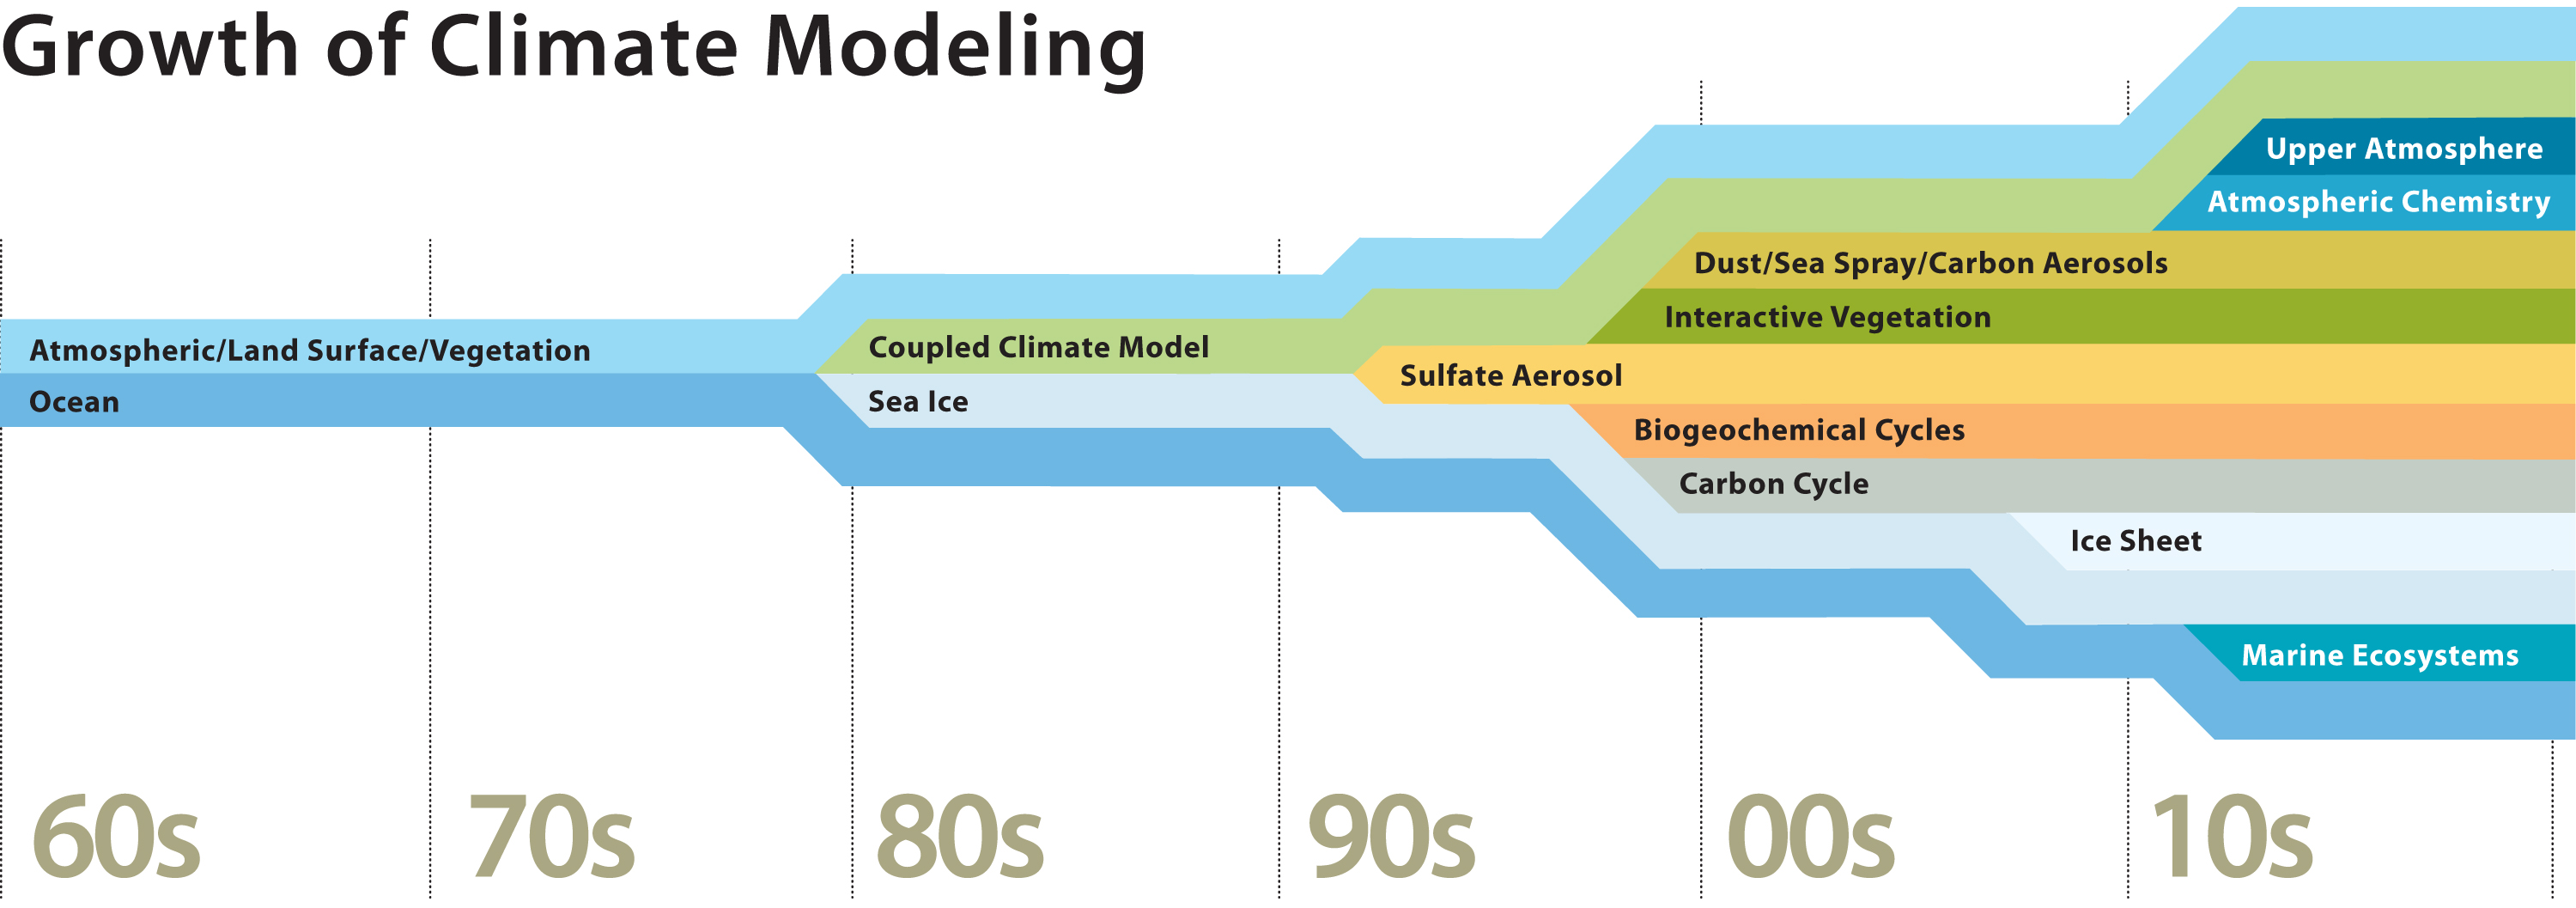 Growth of Climate Modeling
Upper Atmosphere
Atmospheric Chemistry
Dust/Sea Spray/Carbon Aerosols
Interactive Vegetation
Atmospheric/Land Surface/Vegetation
Coupled Climate Model
Sulfate Aerosol
Ocean
Sea Ice
Biogeochemical Cycles
Carbon Cycle
Ice Sheet
Marine Ecosystems
60s
70s
80s
90s
00s
10s